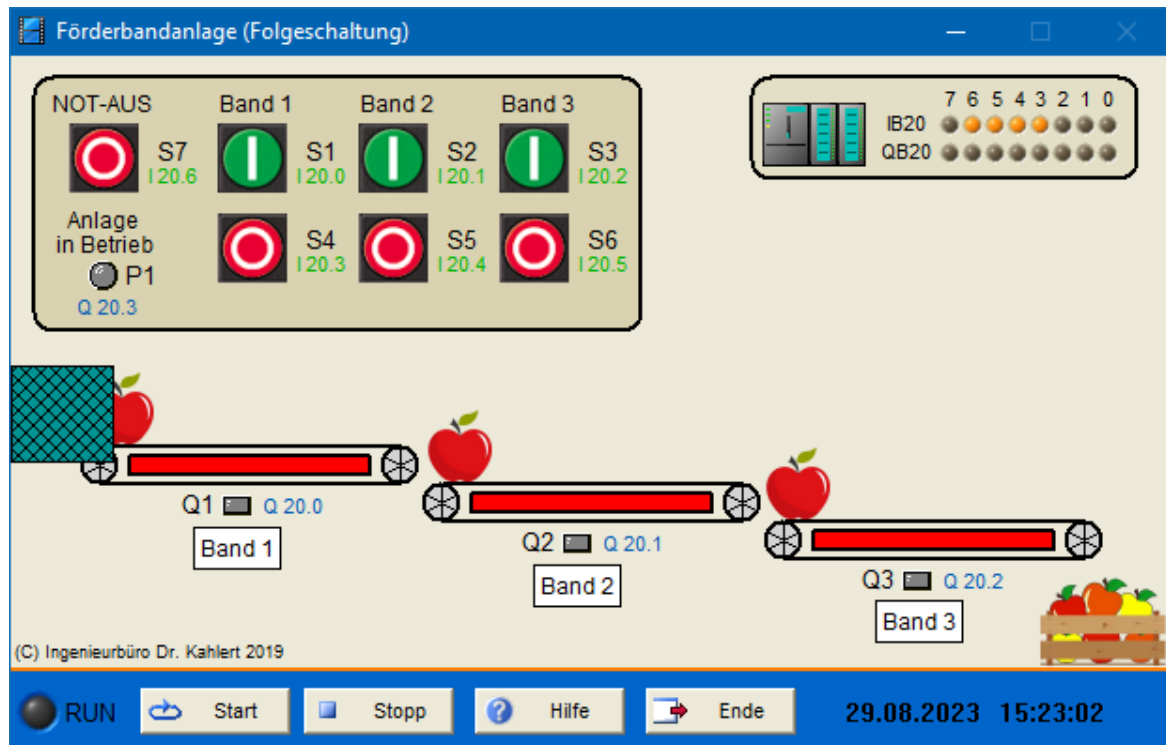 Förderbandanlage (Folgeschaltung)
NOT-AUS Band 1 Band 2 Band 3
S7 I 20.6 S1 I 20.0 S2 I 20.1 S3 I 20.2
Anlage
in Betrieb
P1
Q 20.3
S4 I 20.3 S5 I 20.4 S6 I 20.5
7 6 5 4 3 2 1 0
IB20
QB20
Q1 Q 20.0
Band 1
Q2 Q 20.1
Band 2
Q3 Q 20.2
Band 3
(C) Ingenieurbüro Dr. Kahlert 2019
RUN Start Stopp Hilfe Ende 29.08.2023 15:23:02